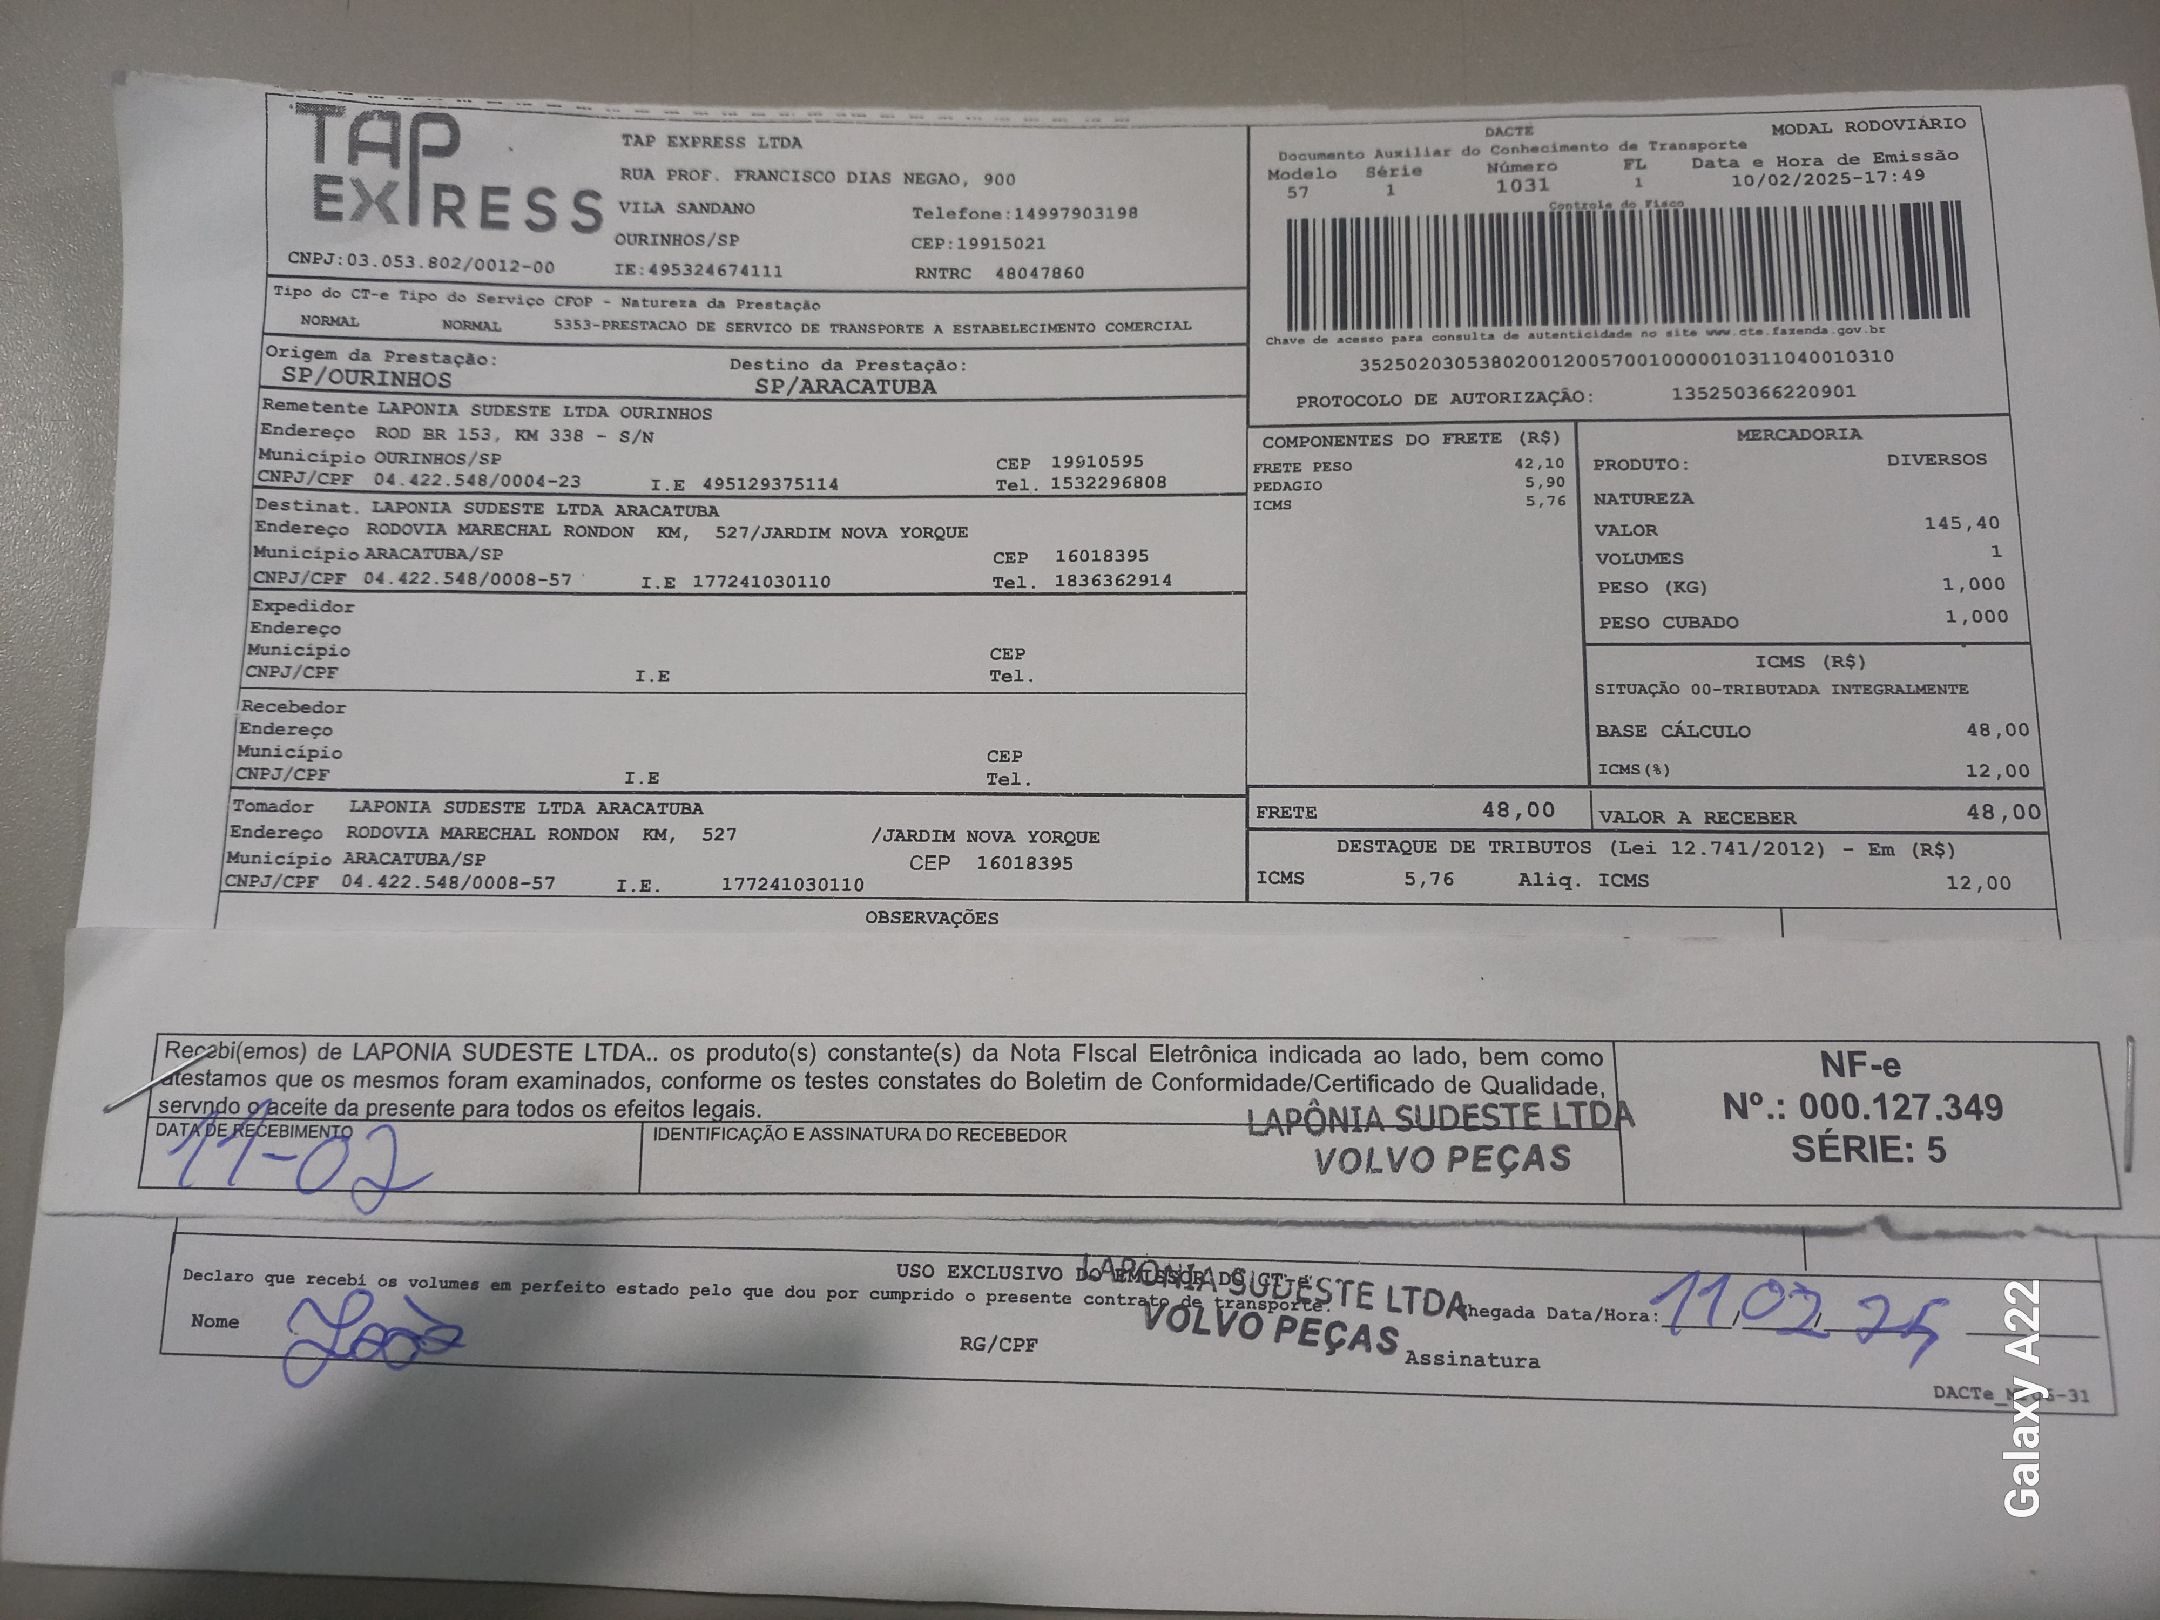 TAP
EXPRESS
TAP EXPRESS LTDA
RUA PROF. FRANCISCO DIAS NEGAO, 900
VILA SANDANO Telefone:14997903198
OURINHOS/SP CEP:19915021
CNPJ:03.053.802/0012-00 IE:495324674111 RNTRC 48047860
DACTE MODAL RODOVIÁRIO
Documento Auxiliar do Conhecimento de Transporte
Modelo Série Número FL Data e Hora de Emissão
57 1 1031 1 10/02/2025-17:49
Controle do Fisco
Chave de acesso para consulta de autenticidade no site www.cte.fazenda.gov.br
35250203053802001200570010000010311040010310
PROTOCOLO DE AUTORIZAÇÃO: 135250366220901
Tipo do CT-e Tipo do Serviço CFOP - Natureza da Prestação
NORMAL NORMAL 5353-PRESTACAO DE SERVICO DE TRANSPORTE A ESTABELECIMENTO COMERCIAL
Origem da Prestação: Destino da Prestação:
SP/OURINHOS SP/ARACATUBA
Remetente LAPONIA SUDESTE LTDA OURINHOS
Endereço ROD BR 153, KM 338 - S/N
Município OURINHOS/SP CEP 19910595
CNPJ/CPF 04.422.548/0004-23 I.E 495129375114 Tel. 1532296808
Destinat. LAPONIA SUDESTE LTDA ARACATUBA
Endereço RODOVIA MARECHAL RONDON KM, 527/JARDIM NOVA YORQUE
Município ARACATUBA/SP CEP 16018395
CNPJ/CPF 04.422.548/0008-57 I.E 177241030110 Tel. 1836362914
Expedidor
Endereço
Município CEP
CNPJ/CPF I.E Tel.
Recebedor
Endereço
Município CEP
CNPJ/CPF I.E Tel.
Tomador LAPONIA SUDESTE LTDA ARACATUBA
Endereço RODOVIA MARECHAL RONDON KM, 527 /JARDIM NOVA YORQUE
Município ARACATUBA/SP CEP 16018395
CNPJ/CPF 04.422.548/0008-57 I.E. 177241030110
COMPONENTES DO FRETE (R$)
FRETE PESO 42,10
PEDAGIO 5,90
ICMS 5,76
MERCADORIA
PRODUTO: DIVERSOS
NATUREZA
VALOR 145,40
VOLUMES 1
PESO (KG) 1,000
PESO CUBADO 1,000
ICMS (R$)
SITUAÇÃO 00-TRIBUTADA INTEGRALMENTE
BASE CÁLCULO 48,00
ICMS(%) 12,00
FRETE 48,00 VALOR A RECEBER 48,00
DESTAQUE DE TRIBUTOS (Lei 12.741/2012) - Em (R$)
ICMS 5,76 Aliq. ICMS 12,00
OBSERVAÇÕES
Recebi(emos) de LAPONIA SUDESTE LTDA.. os produto(s) constante(s) da Nota FIscal Eletrônica indicada ao lado, bem como
atestamos que os mesmos foram examinados, conforme os testes constates do Boletim de Conformidade/Certificado de Qualidade,
servndo o aceite da presente para todos os efeitos legais.
DATA DE RECEBIMENTO IDENTIFICAÇÃO E ASSINATURA DO RECEBEDOR
11-02
LAPÔNIA SUDESTE LTDA
VOLVO PEÇAS
NF-e
Nº.: 000.127.349
SÉRIE: 5
USO EXCLUSIVO DO EMISSOR DO CT-e
Declaro que recebi os volumes em perfeito estado pelo que dou por cumprido o presente contrato de transporte.
LAPÔNIA SUDESTE LTDA
VOLVO PEÇAS
Chegada Data/Hora: 11/02/25
Nome RG/CPF Assinatura
Galaxy A22